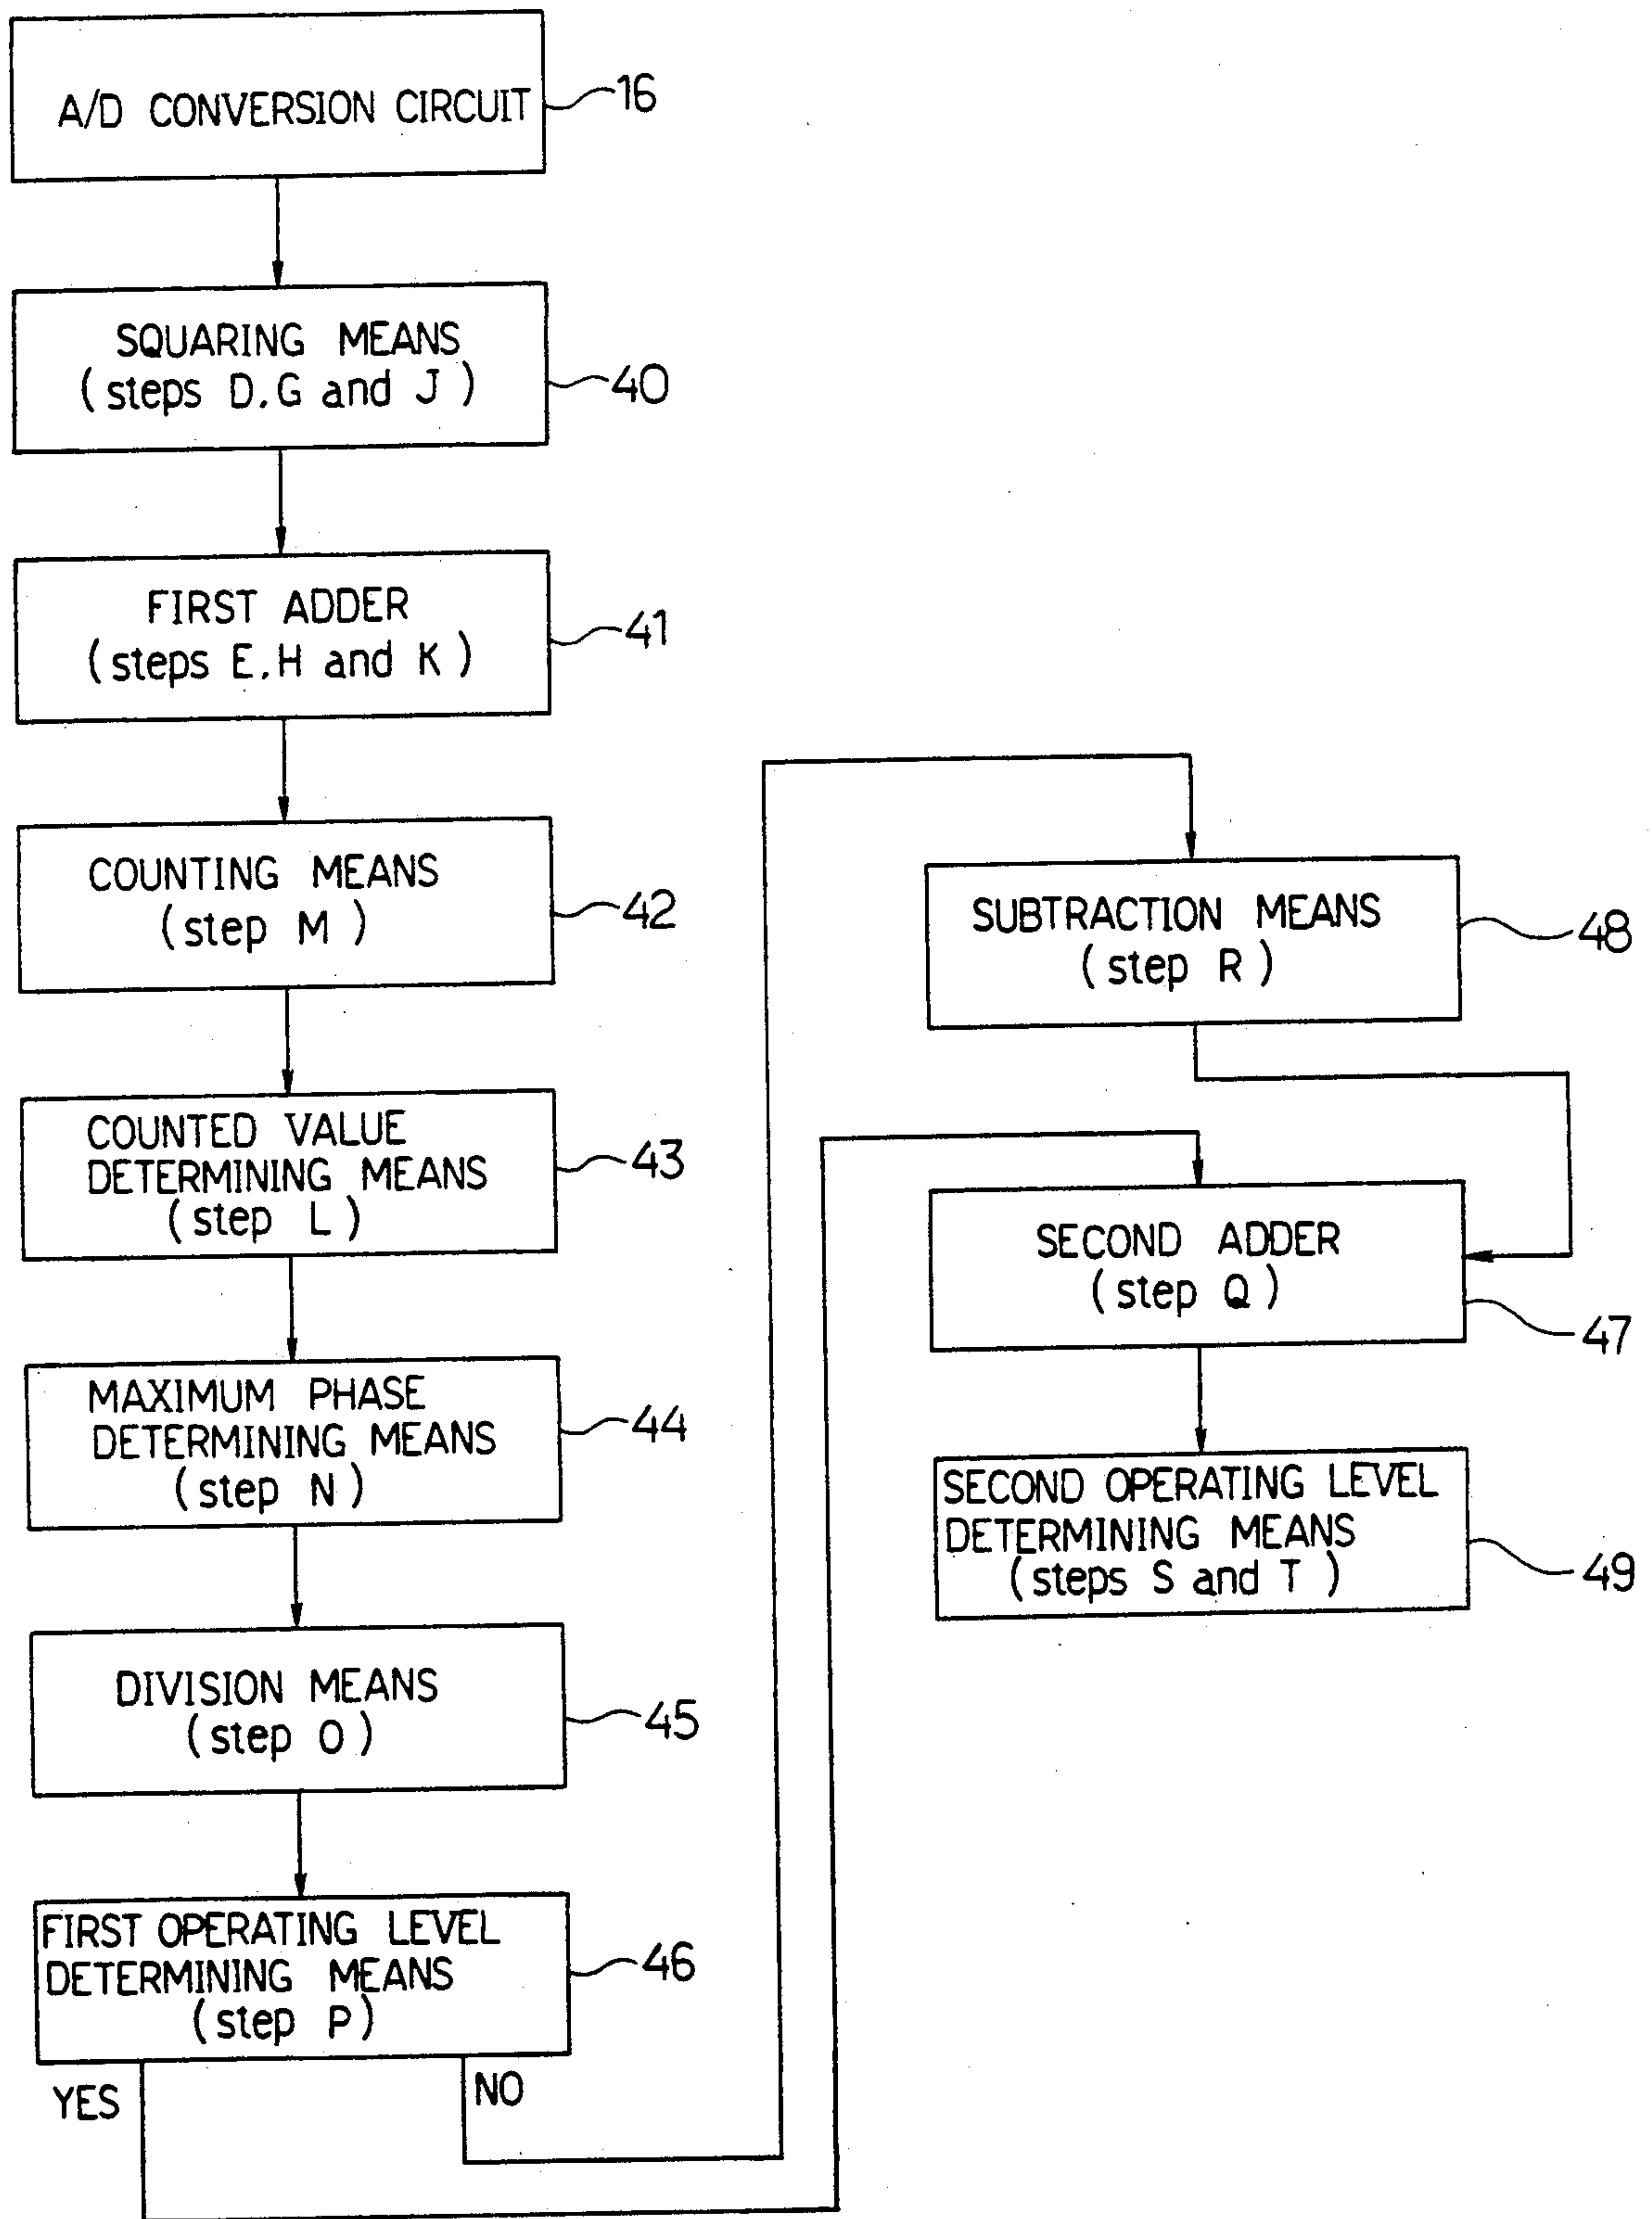 A/D CONVERSION CIRCUIT
16
SQUARING MEANS
(steps D,G and J)
40
FIRST ADDER
(steps E,H and K)
41
COUNTING MEANS
(step M)
42
COUNTED VALUE
DETERMINING MEANS
(step L)
43
MAXIMUM PHASE
DETERMINING MEANS
(step N)
44
DIVISION MEANS
(step O)
45
FIRST OPERATING LEVEL
DETERMINING MEANS
(step P)
46
YES
NO
SUBTRACTION MEANS
(step R)
48
SECOND ADDER
(step Q)
47
SECOND OPERATING LEVEL
DETERMINING MEANS
(steps S and T)
49